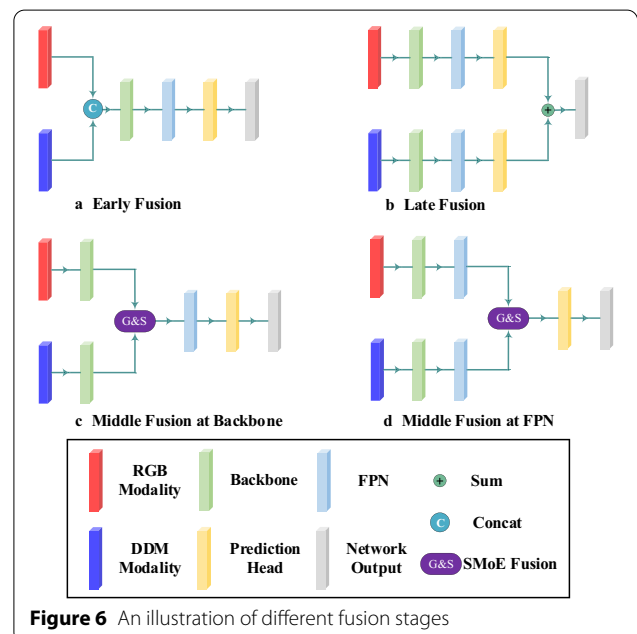 C
a Early Fusion
+
b Late Fusion
G&S
c Middle Fusion at Backbone
G&S
d Middle Fusion at FPN
RGB
Modality
Backbone
FPN
+ Sum
C Concat
DDM
Modality
Prediction
Head
Network
Output
G&S SMoE Fusion
Figure 6 An illustration of different fusion stages